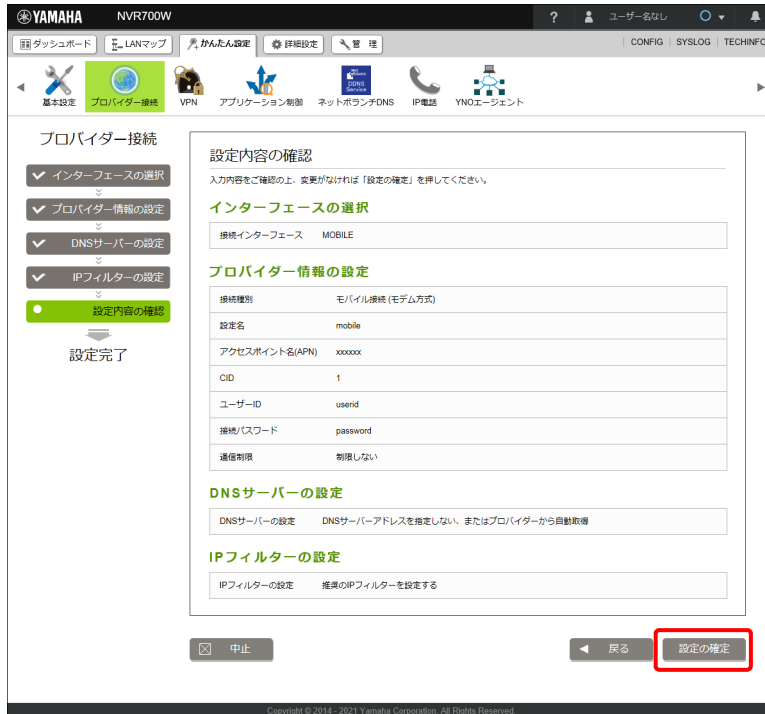 YAMAHA NVR700W ? ユーザー名なし
ダッシュボード LANマップ かんたん設定 詳細設定 管 理 CONFIG SYSLOG TECHINFO
基本設定 プロバイダー接続 VPN アプリケーション制御 ネットボランチDNS IP電話 YNOエージェント
DDNS
Service
プロバイダー接続
インターフェースの選択
プロバイダー情報の設定
DNSサーバーの設定
IPフィルターの設定
設定内容の確認
設定完了
設定内容の確認
入力内容をご確認の上、変更がなければ「設定の確定」を押してください。
インターフェースの選択
接続インターフェース MOBILE
プロバイダー情報の設定
接続種別 モバイル接続 (モデム方式)
設定名 mobile
アクセスポイント名(APN) xxxxxx
CID 1
ユーザーID userid
接続パスワード password
通信制限 制限しない
DNSサーバーの設定
DNSサーバーの設定 DNSサーバーアドレスを指定しない、またはプロバイダーから自動取得
IPフィルターの設定
IPフィルターの設定 推奨のIPフィルターを設定する
中止 戻る 設定の確定
Copyright © 2014 - 2021 Yamaha Corporation. All Rights Reserved.